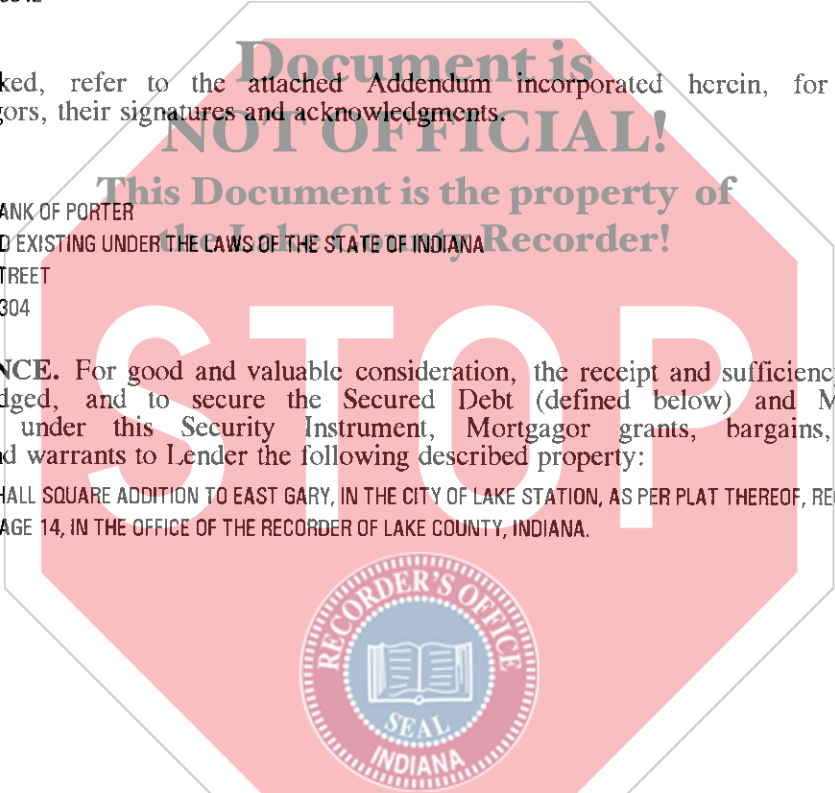 Document is
ked, refer to the attached Addendum incorporated herein, for
gors, their signatures and acknowledgments.
NOT OFFICIAL!
This Document is the property of
ANK OF PORTER
the Lake County Recorder!
D EXISTING UNDER THE LAWS OF THE STATE OF INDIANA
TREET
304
STOP
NCE. For good and valuable consideration, the receipt and sufficienc
dged, and to secure the Secured Debt (defined below) and M
under this Security Instrument, Mortgagor grants, bargains,
d warrants to Lender the following described property:
HALL SQUARE ADDITION TO EAST GARY, IN THE CITY OF LAKE STATION, AS PER PLAT THEREOF, RE
AGE 14, IN THE OFFICE OF THE RECORDER OF LAKE COUNTY, INDIANA.
RECORDER'S OFFICE
SEAL
INDIANA